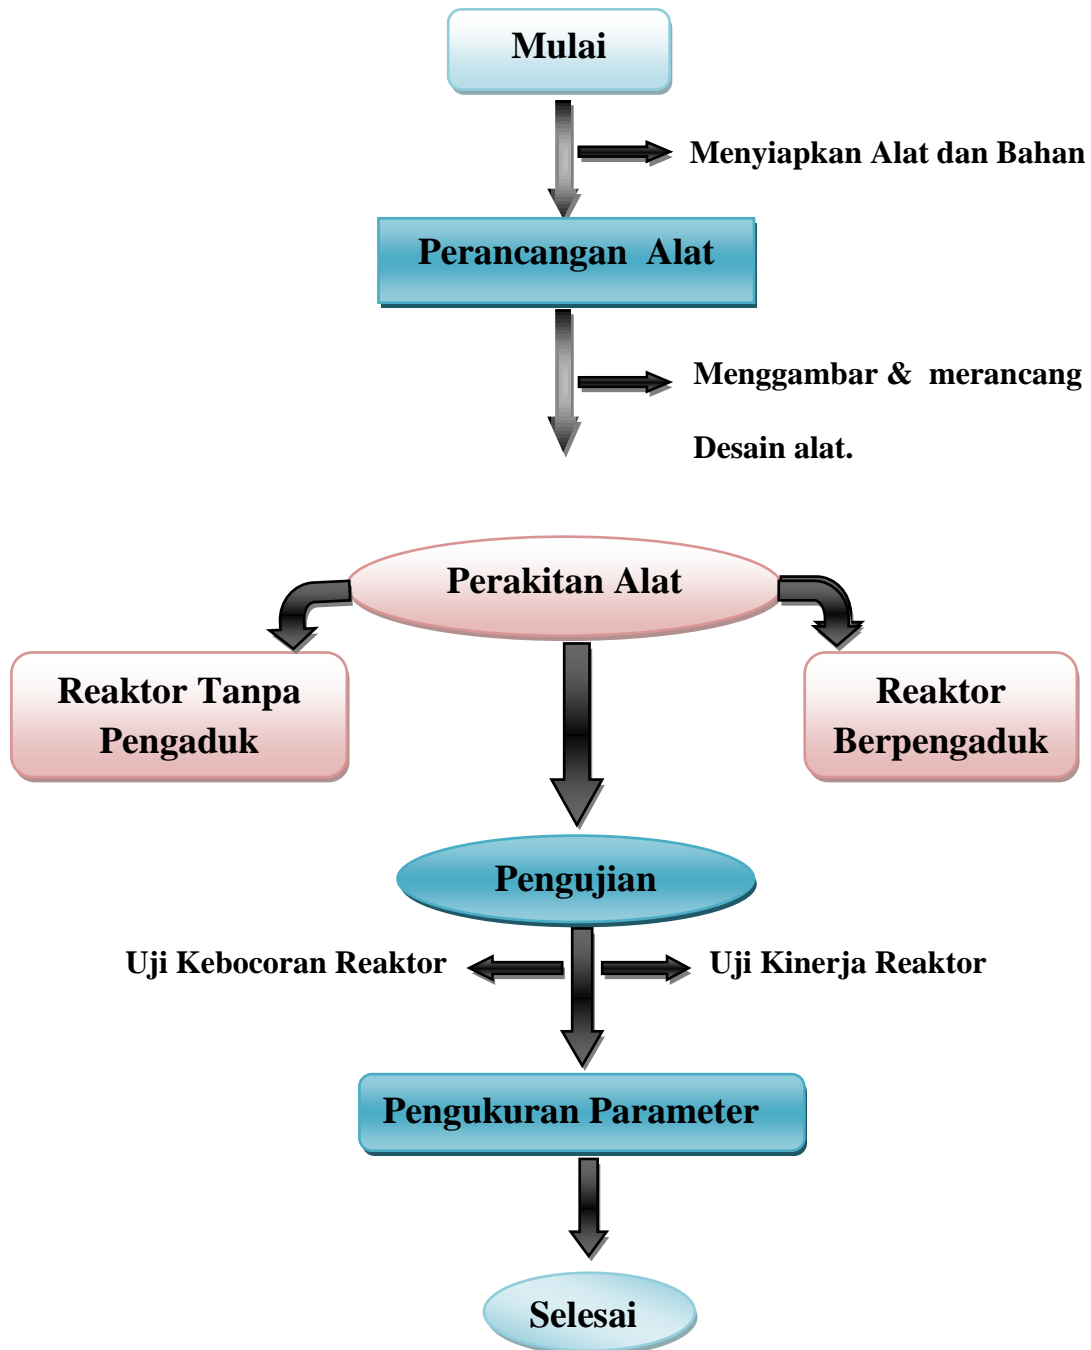 Mulai
Menyiapkan Alat dan Bahan
Perancangan Alat
Menggambar & merancang
Desain alat.
Perakitan Alat
Reaktor Tanpa
Pengaduk
Reaktor
Berpengaduk
Pengujian
Uji Kebocoran Reaktor
Uji Kinerja Reaktor
Pengukuran Parameter
Selesai